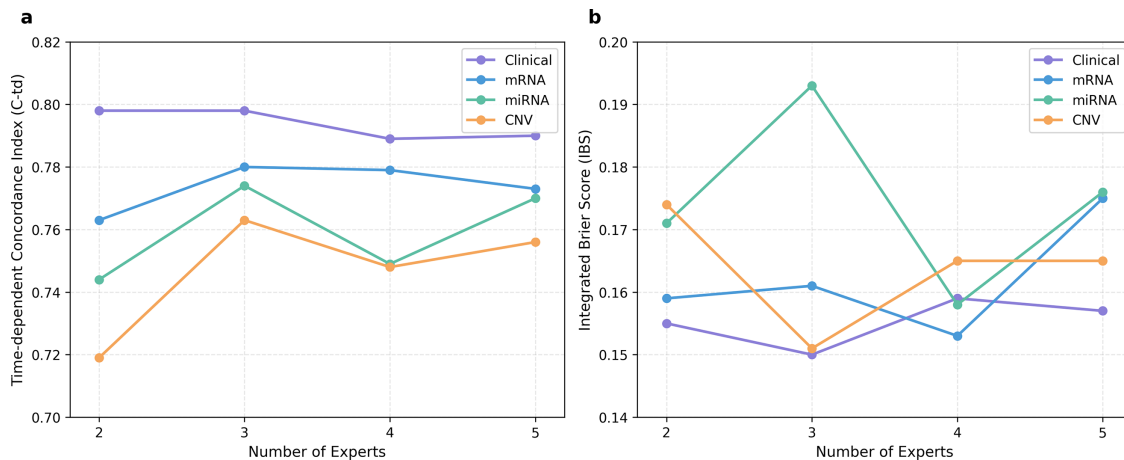 a
0.82
0.80
0.78
0.76
0.74
0.72
0.70
Time-dependent Concordance Index (C-td)
2 3 4 5
Number of Experts
Clinical
mRNA
miRNA
CNV
b
0.20
0.19
0.18
0.17
0.16
0.15
0.14
Integrated Brier Score (IBS)
2 3 4 5
Number of Experts
Clinical
mRNA
miRNA
CNV